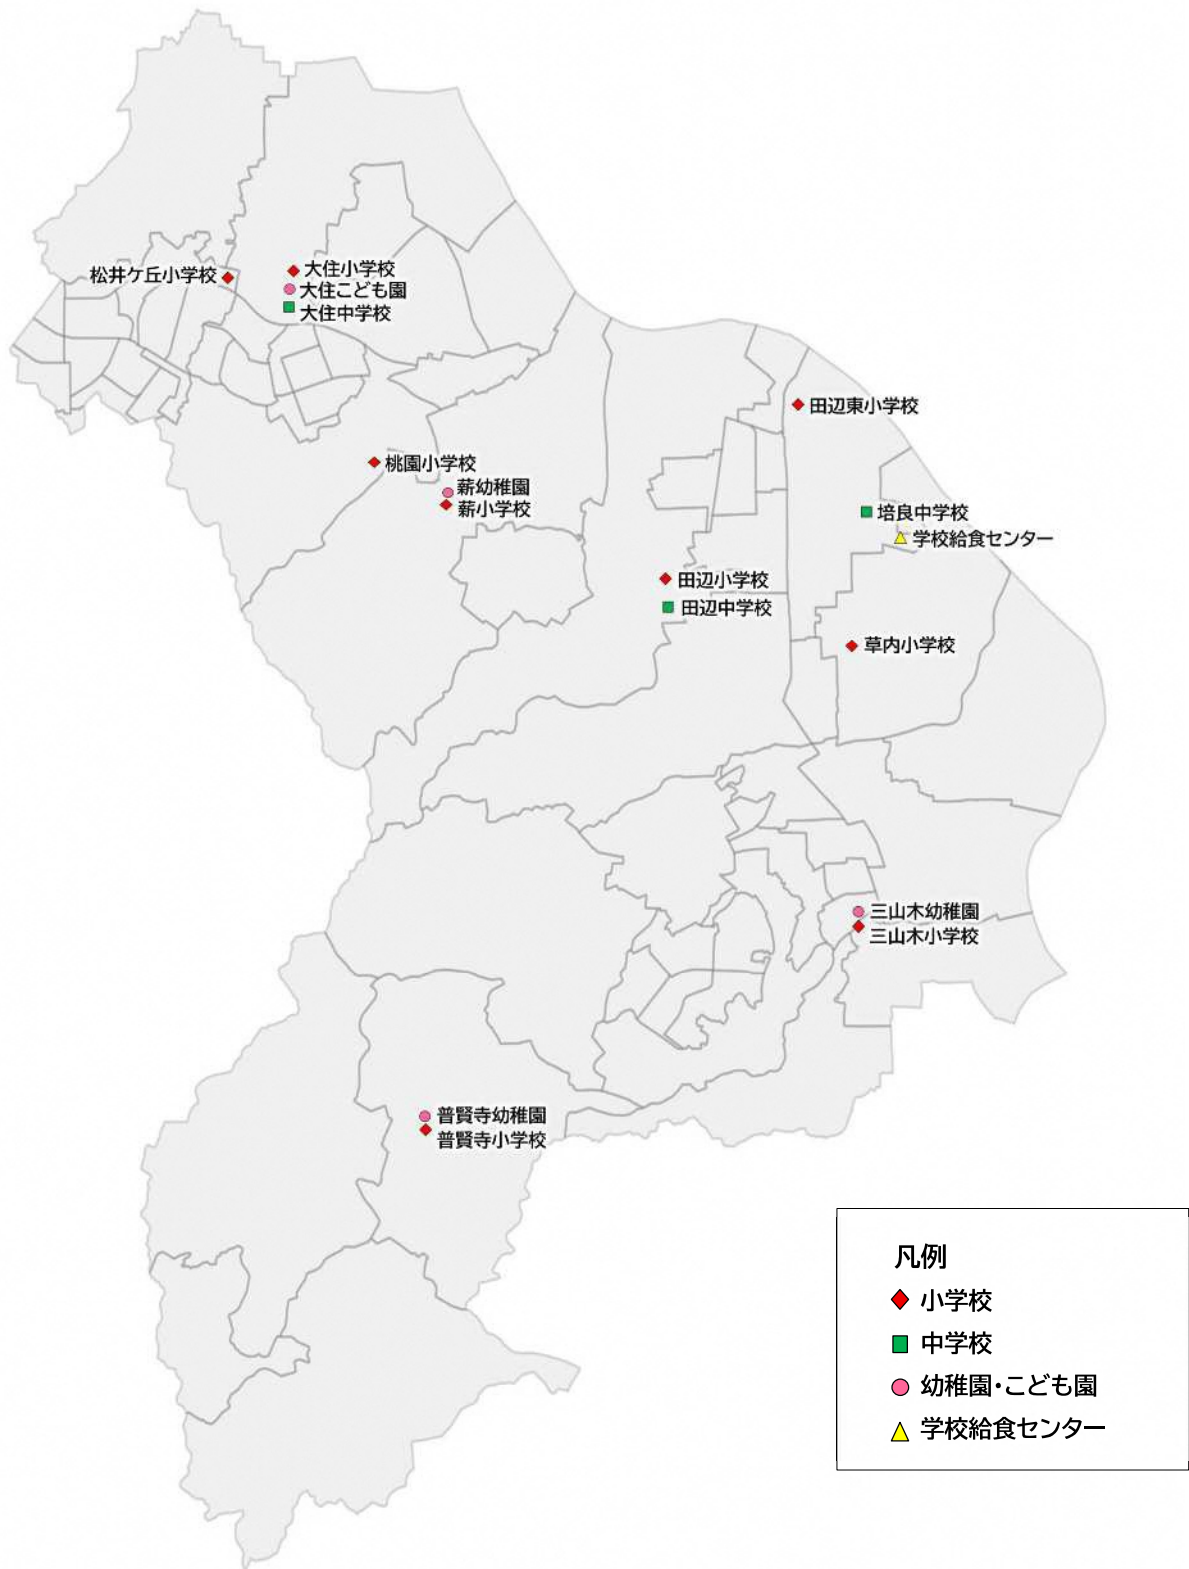 松井ケ丘小学校
大住小学校
大住こども園
大住中学校
田辺東小学校
桃園小学校
薪幼稚園
薪小学校
培良中学校
学校給食センター
田辺小学校
田辺中学校
草内小学校
三山木幼稚園
三山木小学校
普賢寺幼稚園
普賢寺小学校
凡例
小学校
中学校
幼稚園・こども園
学校給食センター